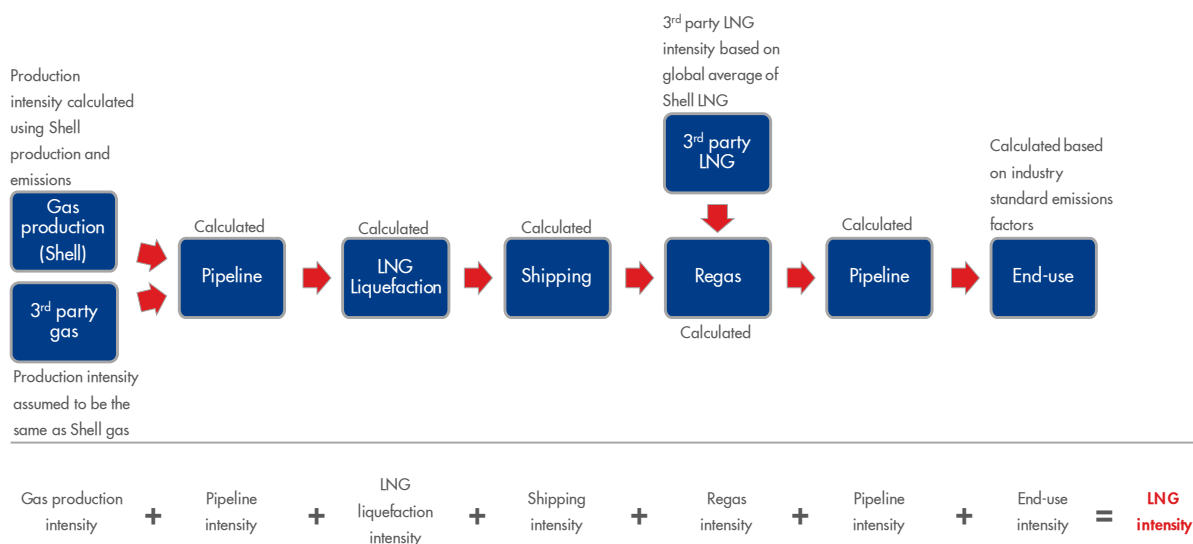 3rd party LNG
intensity based on
global average of
Shell LNG
Production
intensity calculated
using Shell
production and
emissions
3rd party
LNG
Calculated based
on industry
standard emissions
factors
Gas
production
(Shell)
Calculated
Pipeline
Calculated
LNG
Liquefaction
Calculated
Shipping
Regas
Calculated
Calculated
Pipeline
End-use
3rd party
gas
Production intensity
assumed to be the
same as Shell gas
Gas production
intensity
+
Pipeline
intensity
+
LNG
liquefaction
intensity
+
Shipping
intensity
+
Regas
intensity
+
Pipeline
intensity
+
End-use
intensity
=
LNG
intensity